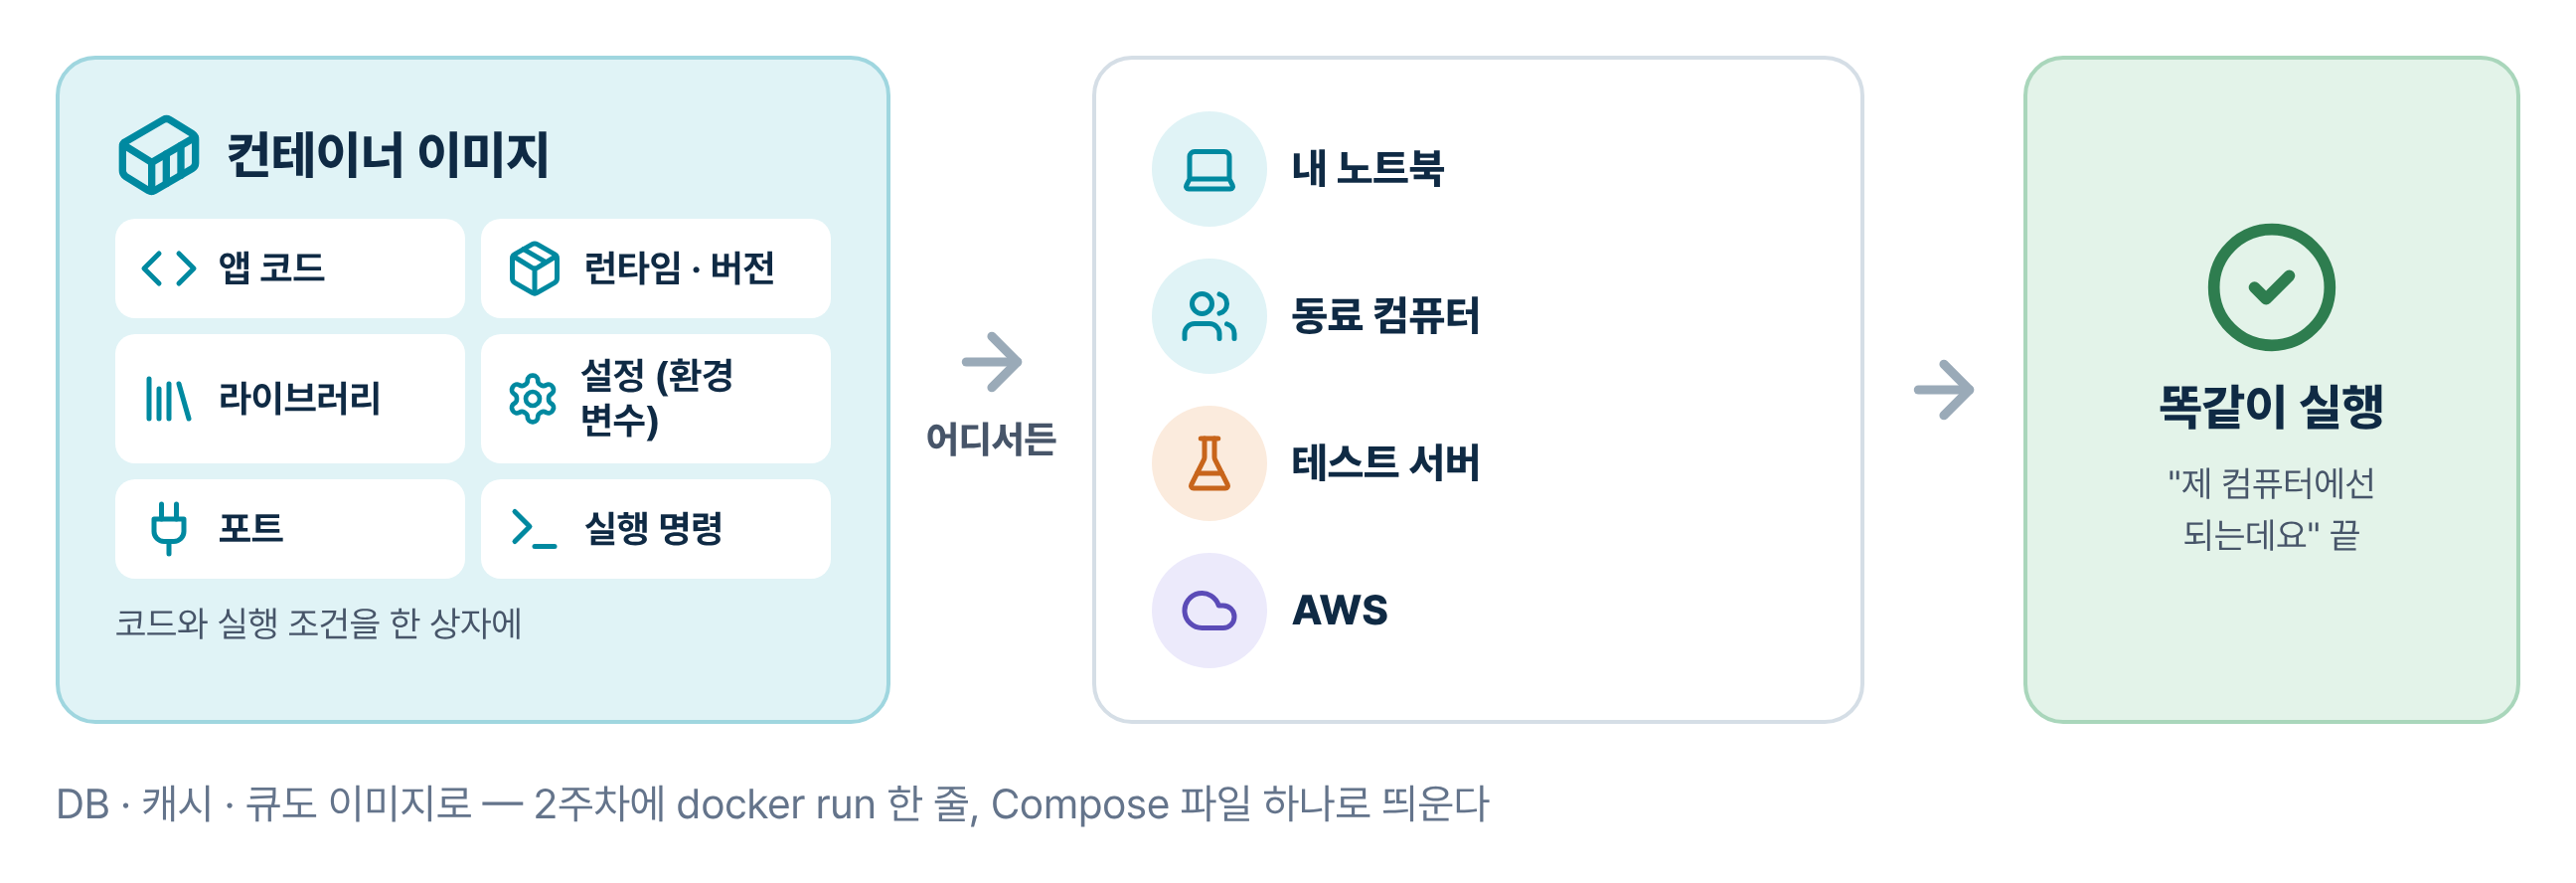 컨테이너 이미지
앱 코드
런타임 · 버전
라이브러리
설정 (환경
변수)
포트
실행 명령
코드와 실행 조건을 한 상자에
어디서든
내 노트북
동료 컴퓨터
테스트 서버
AWS
똑같이 실행
"제 컴퓨터에선
되는데요" 끝
DB · 캐시 · 큐도 이미지로 — 2주차에 docker run 한 줄, Compose 파일 하나로 띄운다